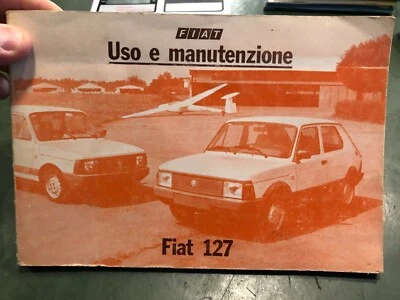 FIAT
Uso e manutenzione
Fiat 127